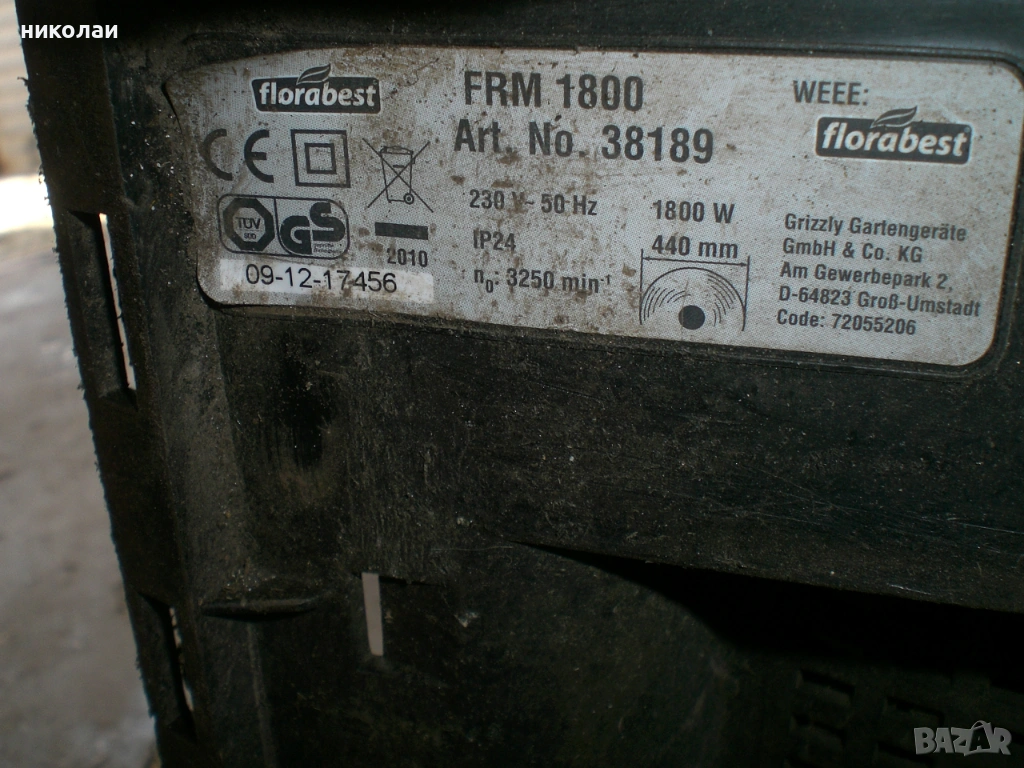 николаи
florabest
FRM 1800
Art. No. 38189
WEEE:
florabest
CE
TÜV
GS
2010
09-12-17456
230 V~ 50 Hz
IP24
n₀: 3250 min⁻¹
1800 W
440 mm
Grizzly Gartengeräte
GmbH & Co. KG
Am Gewerbepark 2,
D-64823 Groß-Umstadt
Code: 72055206
BAZAR